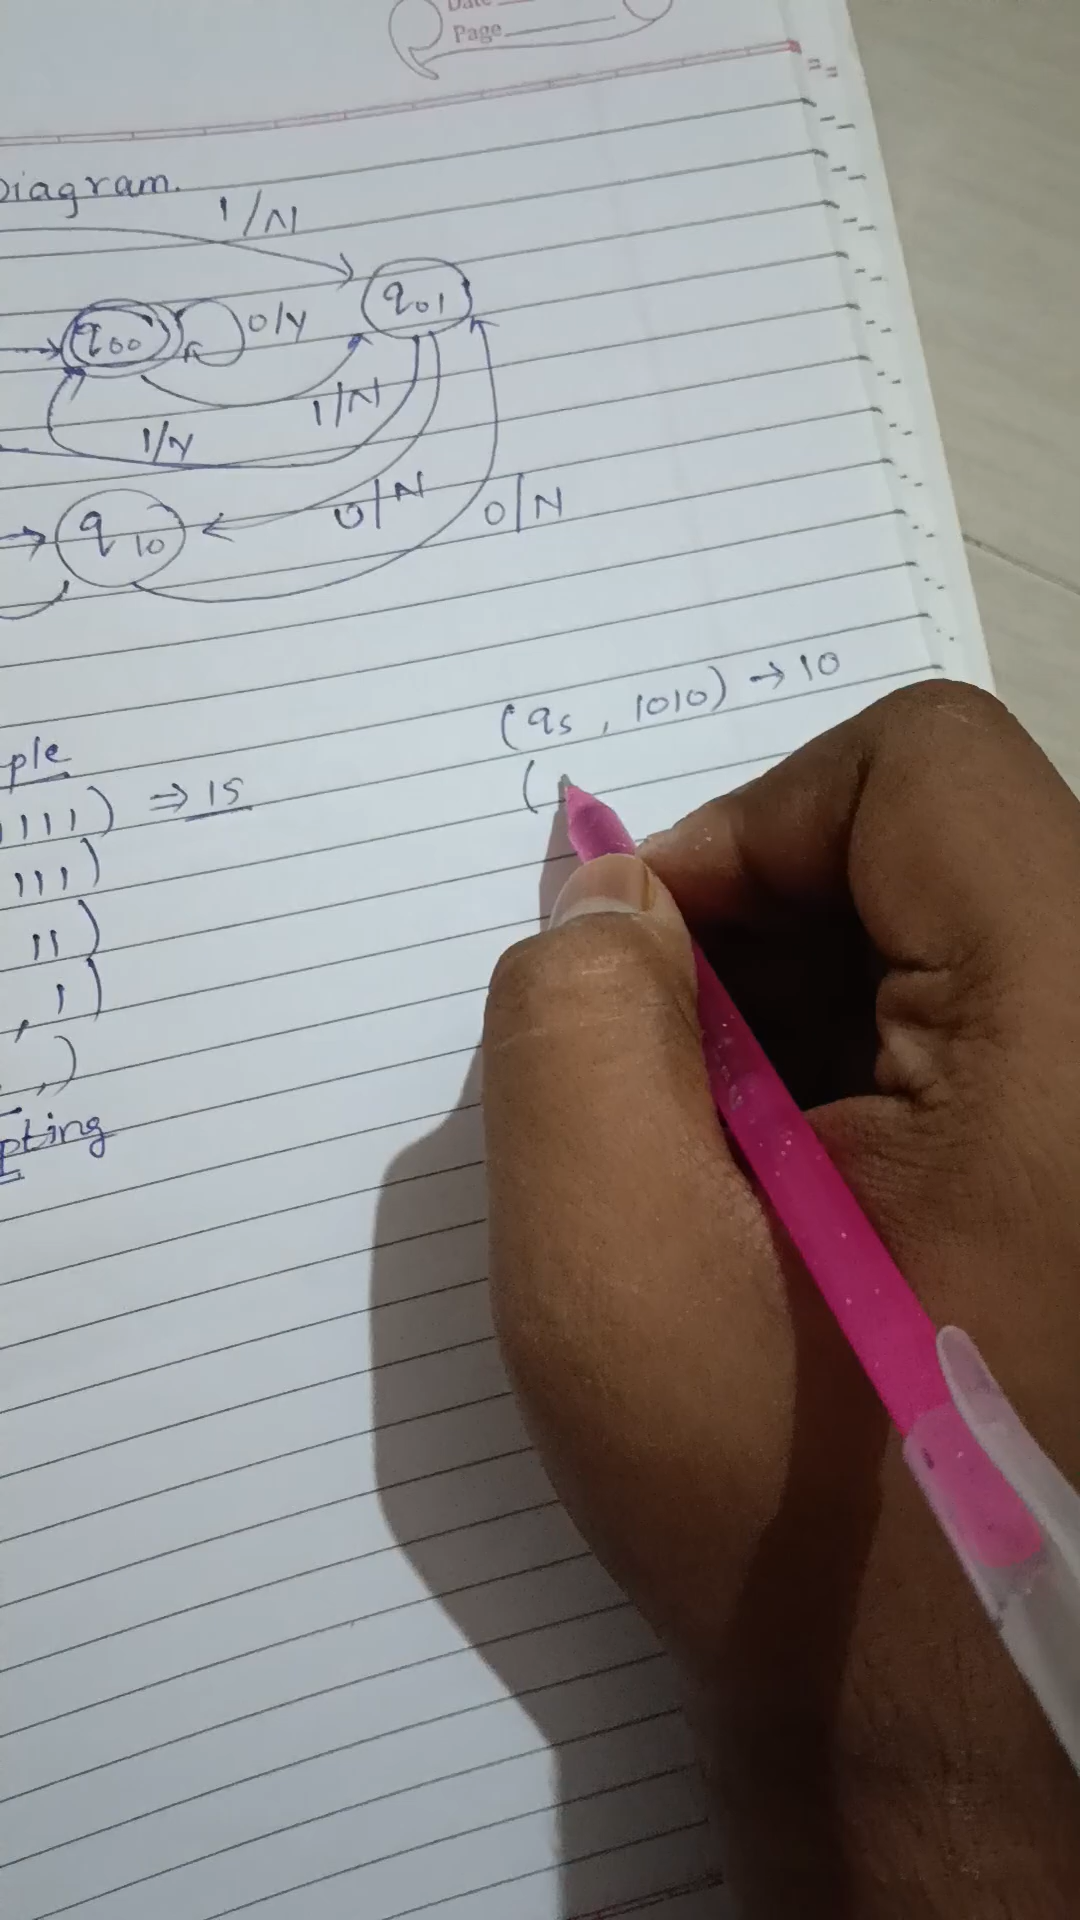 Date
Page
Diagram.
1/N
q00
0/Y
q01
1/N
1/Y
q10
0/N
0/N
(qs, 1010) → 10
(
ple
1111) ⇒ 15
111)
11)
, 1)
,)
pting